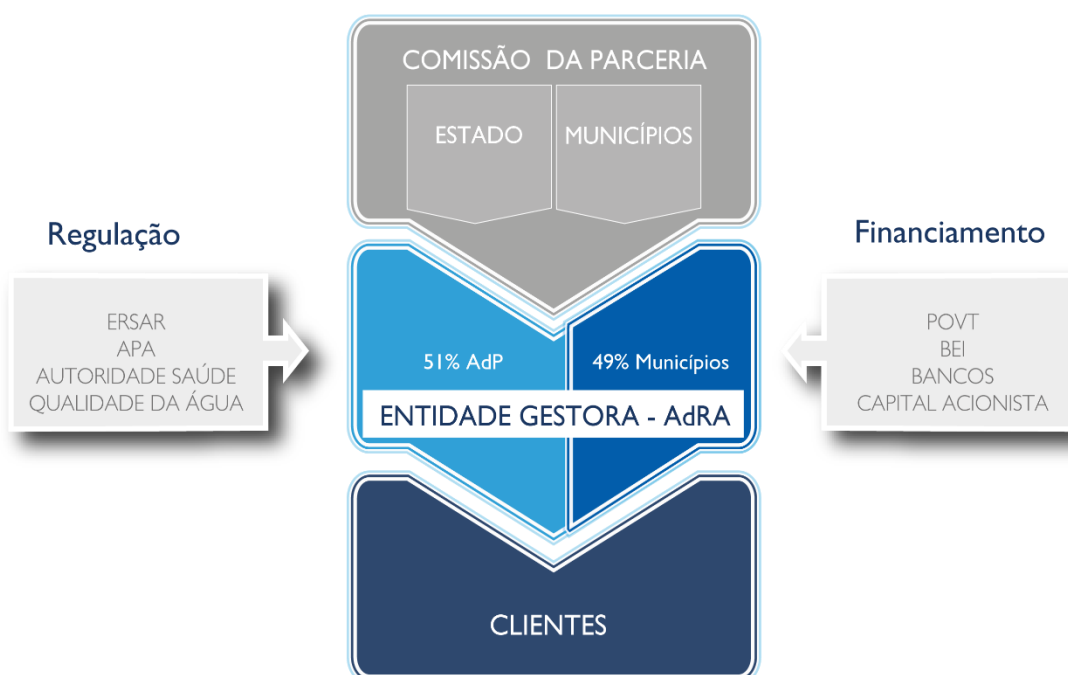 COMISSÃO DA PARCERIA
ESTADO
MUNICÍPIOS
Regulação
ERSAR
APA
AUTORIDADE SAÚDE
QUALIDADE DA ÁGUA
Financiamento
POVT
BEI
BANCOS
CAPITAL ACIONISTA
51% AdP
49% Municípios
ENTIDADE GESTORA - AdRA
CLIENTES